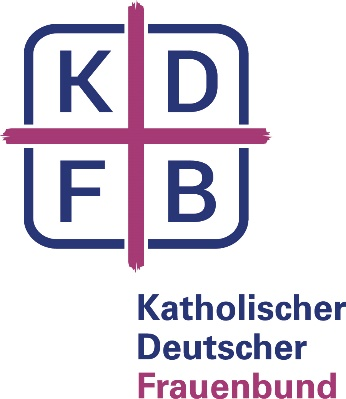 K D
F B
Katholischer
Deutscher
Frauenbund